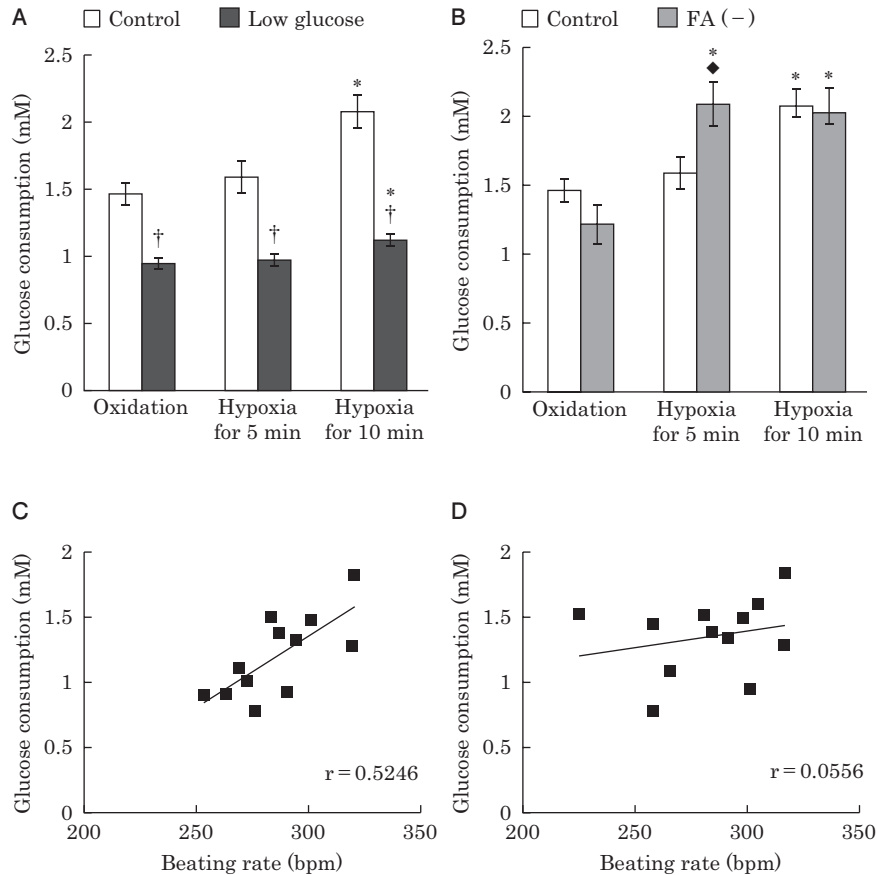 A
Control
Low glucose
Glucose consumption (mM)
2.5
2
1.5
1
0.5
0
*
*
†
†
†
Oxidation
Hypoxia
for 5 min
Hypoxia
for 10 min
B
Control
FA (−)
Glucose consumption (mM)
2.5
2
1.5
1
0.5
0
*
◆
*
*
Oxidation
Hypoxia
for 5 min
Hypoxia
for 10 min
C
Glucose consumption (mM)
2
1.5
1
0.5
0
r = 0.5246
200
250
300
350
Beating rate (bpm)
D
Glucose consumption (mM)
2
1.5
1
0.5
0
r = 0.0556
200
250
300
350
Beating rate (bpm)